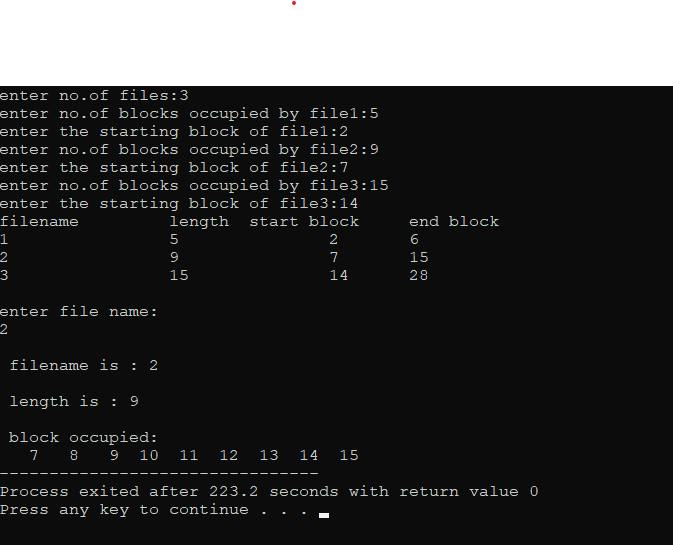 enter no.of files:3
enter no.of blocks occupied by file1:5
enter the starting block of file1:2
enter no.of blocks occupied by file2:9
enter the starting block of file2:7
enter no.of blocks occupied by file3:15
enter the starting block of file3:14
filename         length  start block     end block
1                5               2       6
2                9               7       15
3                15              14      28
enter file name:
2
 filename is : 2
 length is : 9
 block occupied:
   7   8   9  10  11  12  13  14  15
--------------------------------
Process exited after 223.2 seconds with return value 0
Press any key to continue . . .